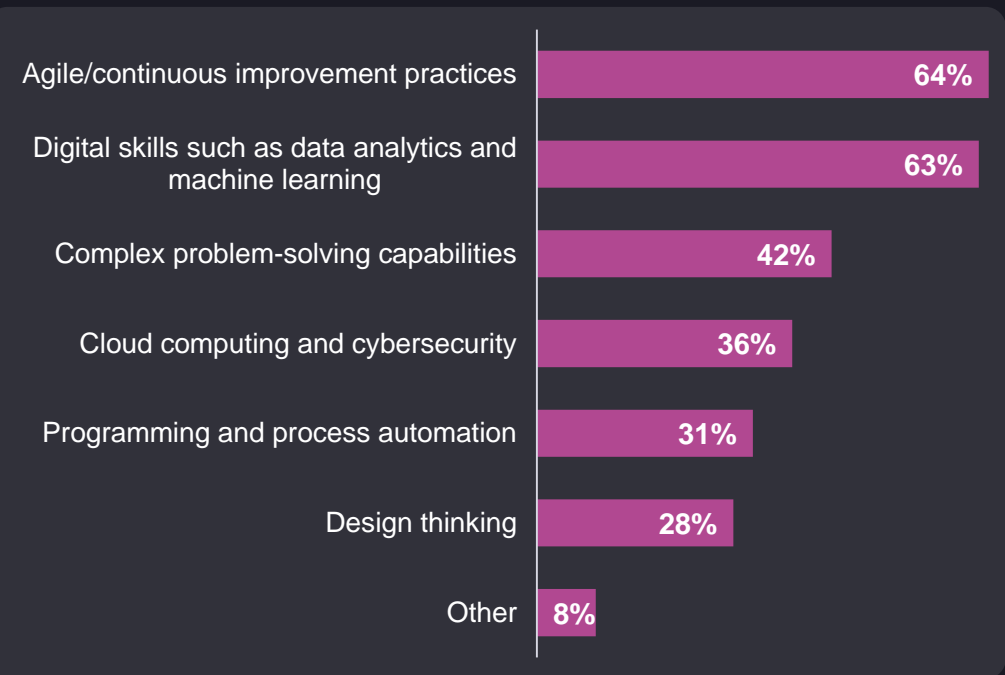 Agile/continuous improvement practices 64%
Digital skills such as data analytics and
machine learning 63%
Complex problem-solving capabilities 42%
Cloud computing and cybersecurity 36%
Programming and process automation 31%
Design thinking 28%
Other 8%